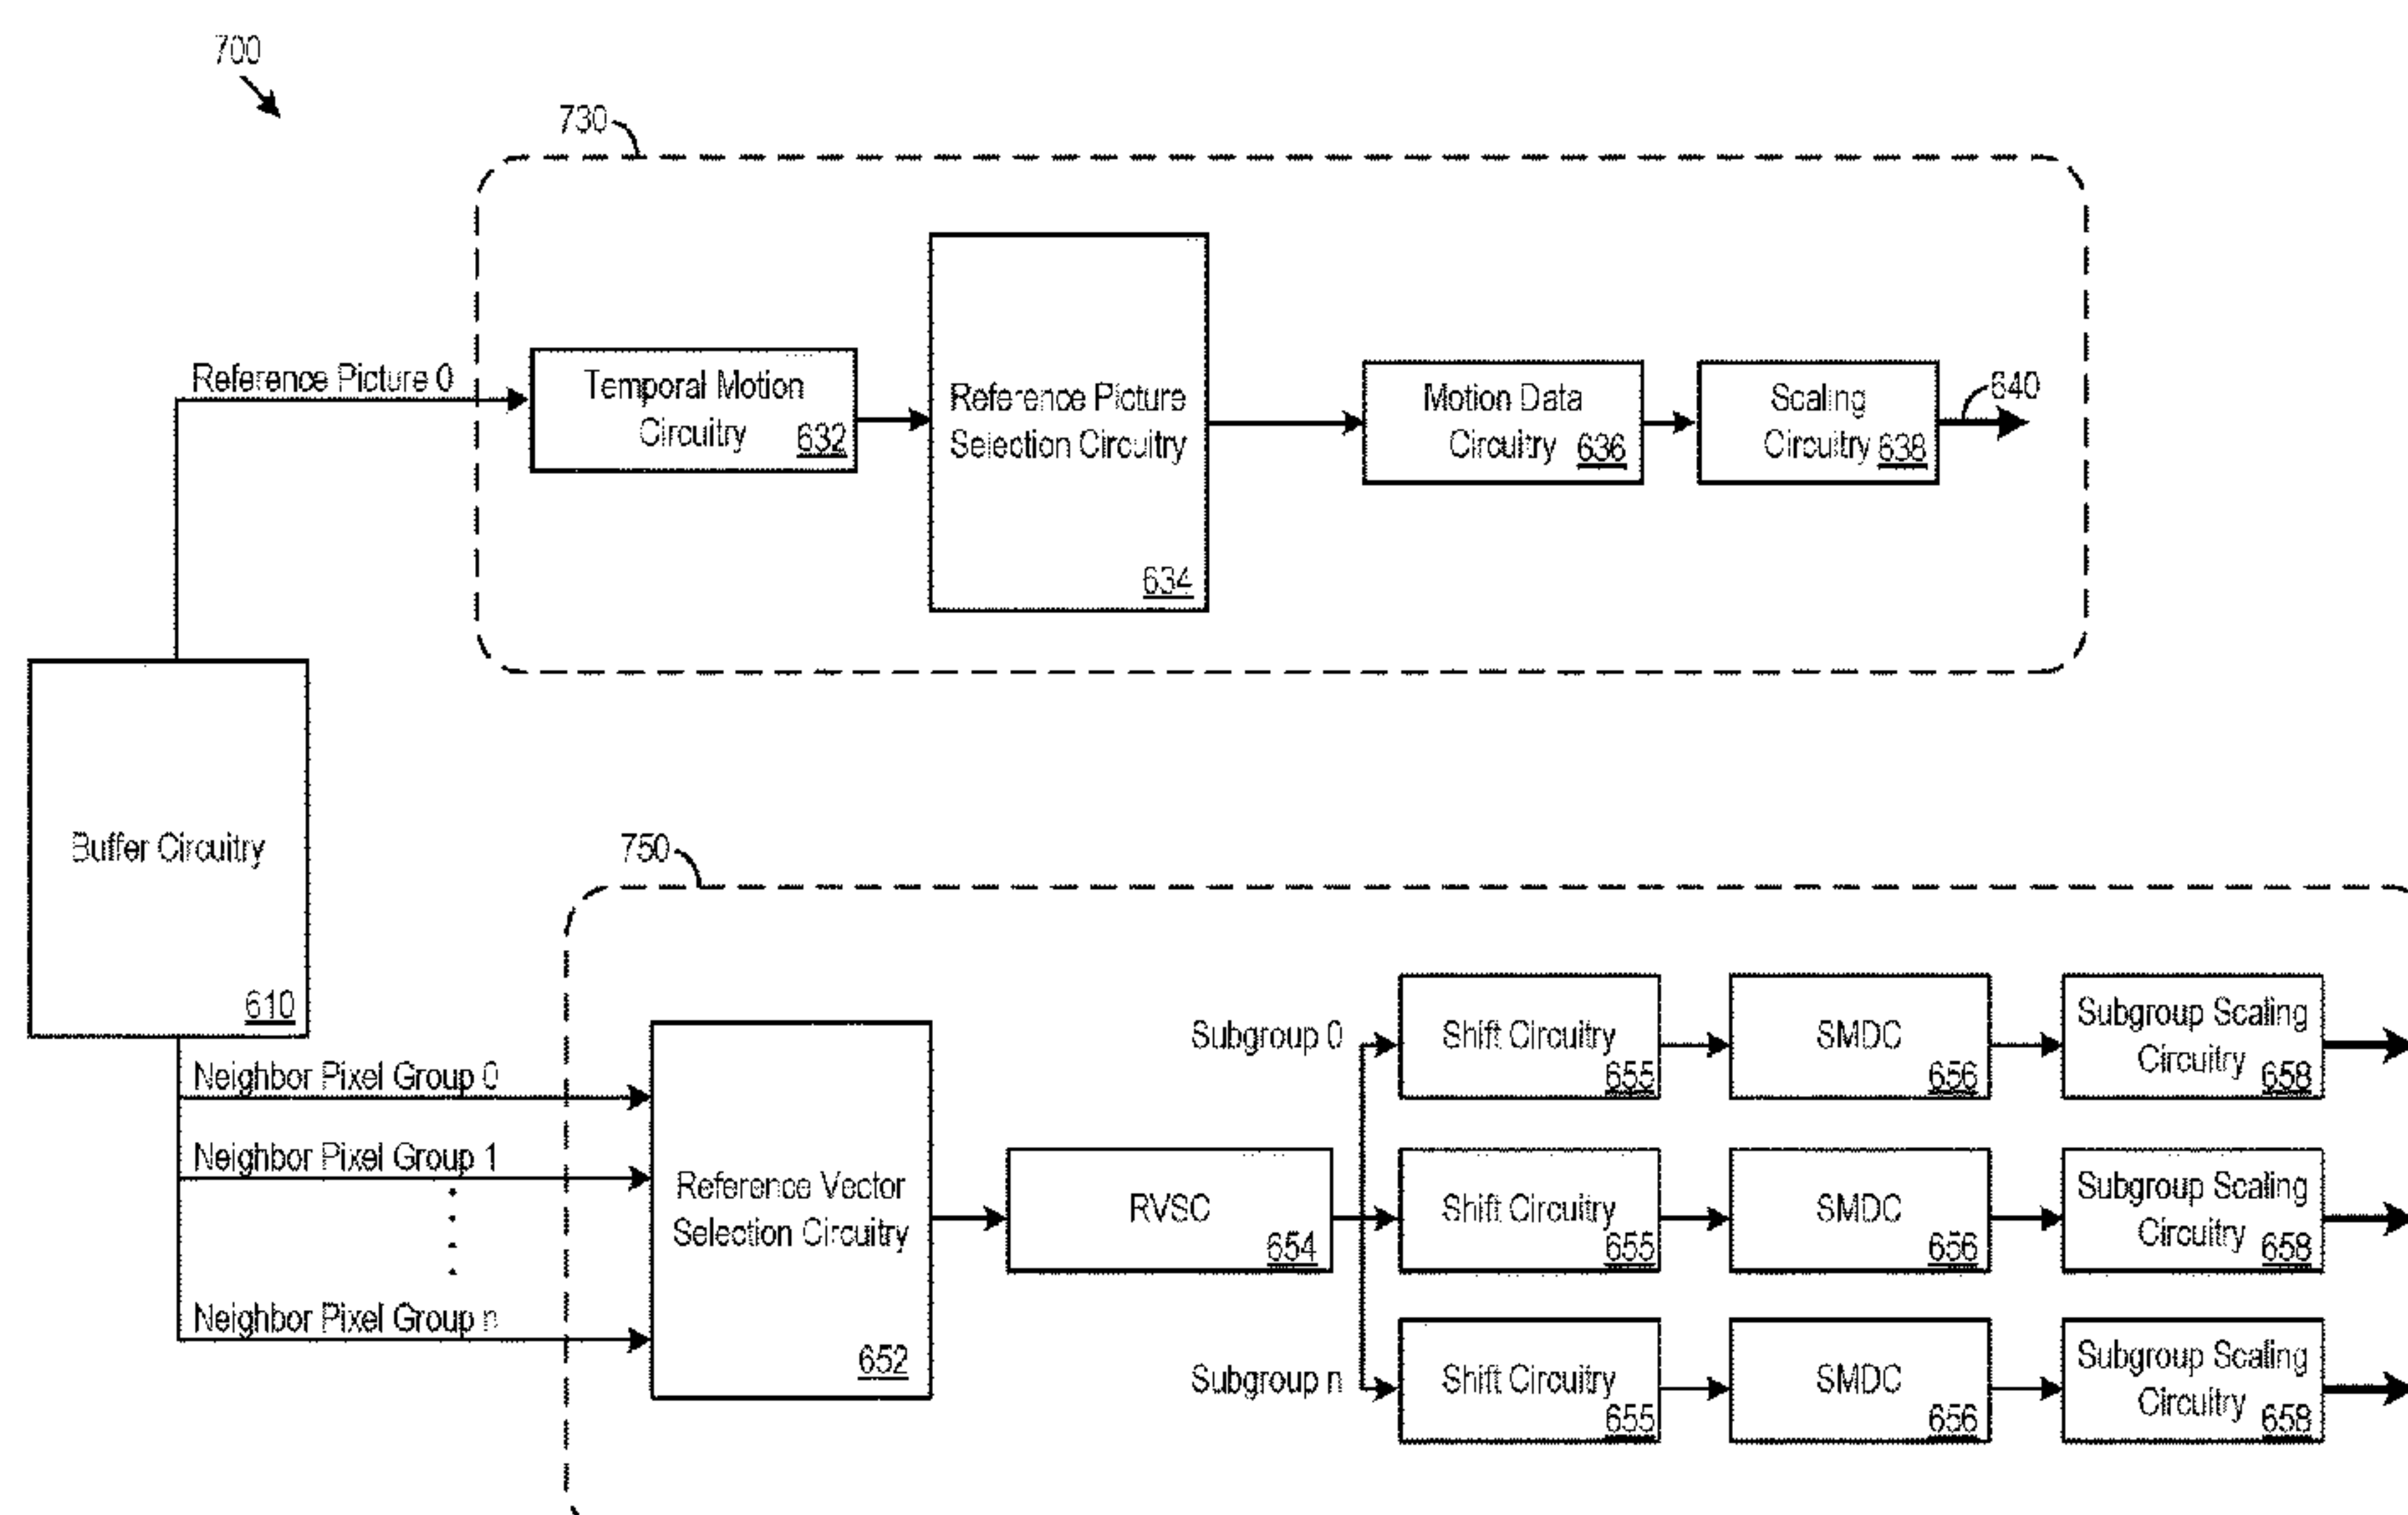 700
730
Reference Picture 0
Temporal Motion
Circuitry 632
Reference Picture
Selection Circuitry
634
Motion Data
Circuitry 636
Scaling
Circuitry 638
640
Buffer Circuitry
610
750
Neighbor Pixel Group 0
Neighbor Pixel Group 1
Neighbor Pixel Group n
Reference Vector
Selection Circuitry
652
RVSC
654
Subgroup 0
Shift Circuitry
655
SMDC
656
Subgroup Scaling
Circuitry 658
Shift Circuitry
655
SMDC
656
Subgroup Scaling
Circuitry 658
Subgroup n
Shift Circuitry
655
SMDC
656
Subgroup Scaling
Circuitry 658